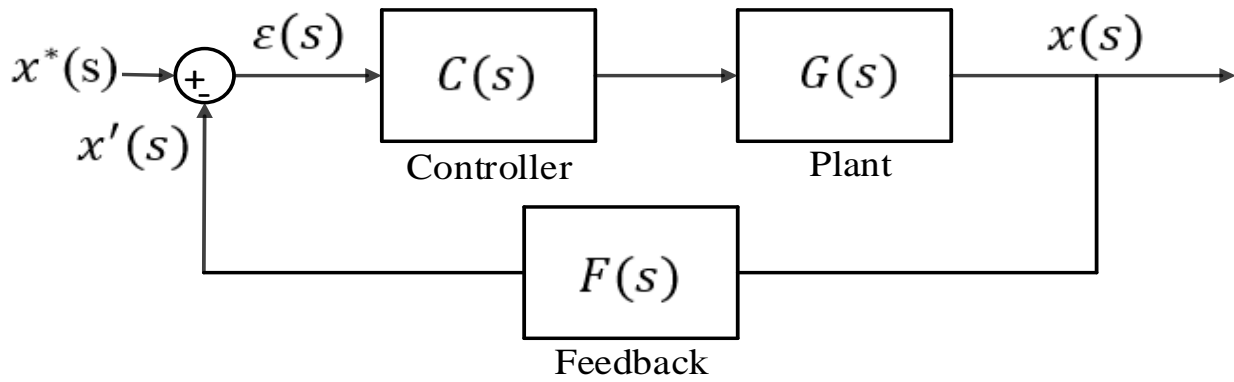 ε(s)
x(s)
x*(s)
+
-
C(s)
G(s)
x′(s)
Controller
Plant
F(s)
Feedback